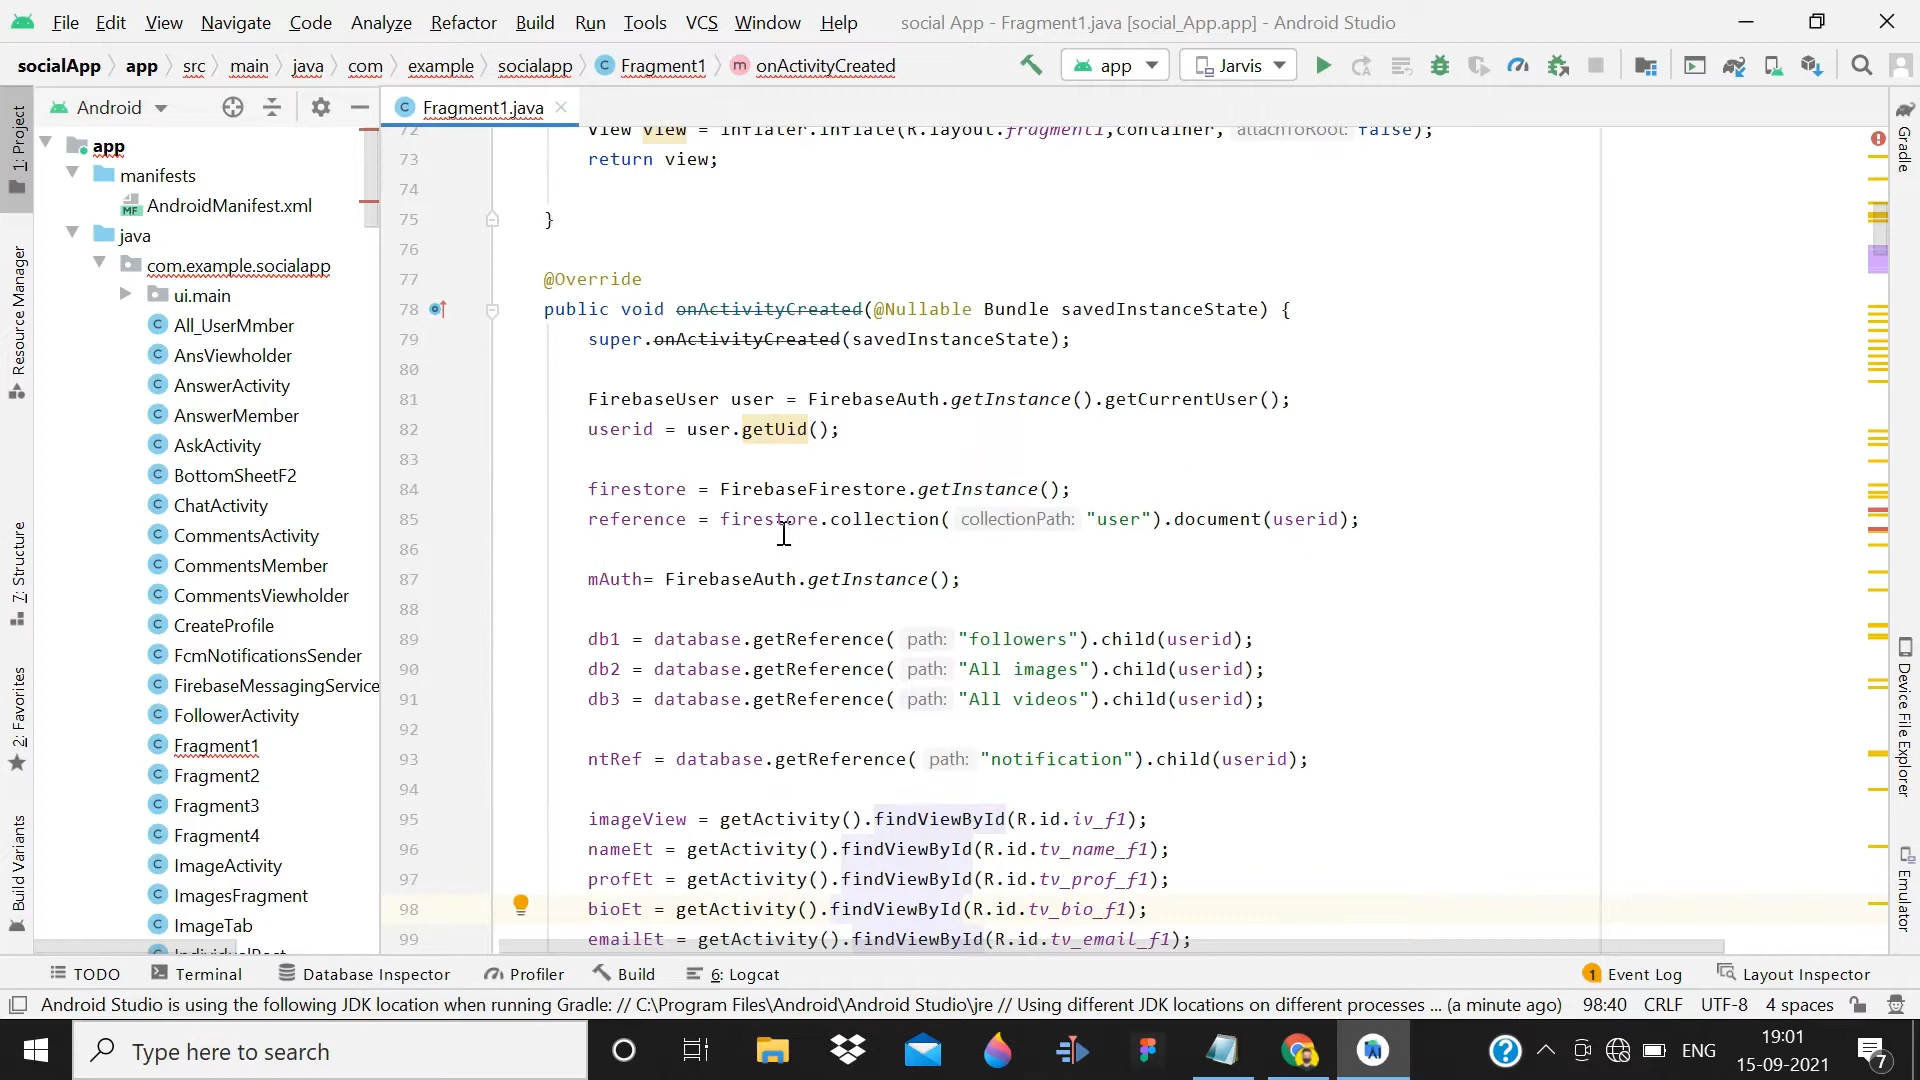 File Edit View Navigate Code Analyze Refactor Build Run Tools VCS Window Help social App - Fragment1.java [social_App.app] - Android Studio
socialApp app src main java com example socialapp Fragment1 onActivityCreated app Jarvis
Android
Fragment1.java
1: Project
Resource Manager
7: Structure
2: Favorites
Build Variants
app
manifests
AndroidManifest.xml
java
com.example.socialapp
ui.main
All_UserMmber
AnsViewholder
AnswerActivity
AnswerMember
AskActivity
BottomSheetF2
ChatActivity
CommentsActivity
CommentsMember
CommentsViewholder
CreateProfile
FcmNotificationsSender
FirebaseMessagingService
FollowerActivity
Fragment1
Fragment2
Fragment3
Fragment4
ImageActivity
ImagesFragment
ImageTab
72 View view = inflater.inflate(R.layout.fragment1,container, attachToRoot: false);
73 return view;
74
75 }
76
77 @Override
78 public void onActivityCreated(@Nullable Bundle savedInstanceState) {
79 super.onActivityCreated(savedInstanceState);
80
81 FirebaseUser user = FirebaseAuth.getInstance().getCurrentUser();
82 userid = user.getUid();
83
84 firestore = FirebaseFirestore.getInstance();
85 reference = firestore.collection( collectionPath: "user").document(userid);
86
87 mAuth= FirebaseAuth.getInstance();
88
89 db1 = database.getReference( path: "followers").child(userid);
90 db2 = database.getReference( path: "All images").child(userid);
91 db3 = database.getReference( path: "All videos").child(userid);
92
93 ntRef = database.getReference( path: "notification").child(userid);
94
95 imageView = getActivity().findViewById(R.id.iv_f1);
96 nameEt = getActivity().findViewById(R.id.tv_name_f1);
97 profEt = getActivity().findViewById(R.id.tv_prof_f1);
98 bioEt = getActivity().findViewById(R.id.tv_bio_f1);
99 emailEt = getActivity().findViewById(R.id.tv_email_f1);
Gradle
Device File Explorer
Emulator
TODO Terminal Database Inspector Profiler Build 6: Logcat 1 Event Log Layout Inspector
Android Studio is using the following JDK location when running Gradle: // C:\Program Files\Android\Android Studio\jre // Using different JDK locations on different processes ... (a minute ago) 98:40 CRLF UTF-8 4 spaces
Type here to search
ENG
19:01
15-09-2021
7